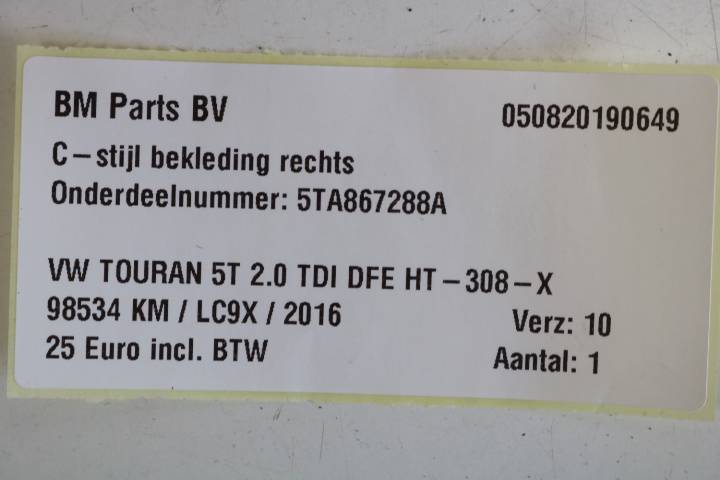 BM Parts BV 050820190649
C-stijl bekleding rechts
Onderdeelnummer: 5TA867288A
VW TOURAN 5T 2.0 TDI DFE HT-308-X
98534 KM / LC9X / 2016 Verz: 10
25 Euro incl. BTW Aantal: 1